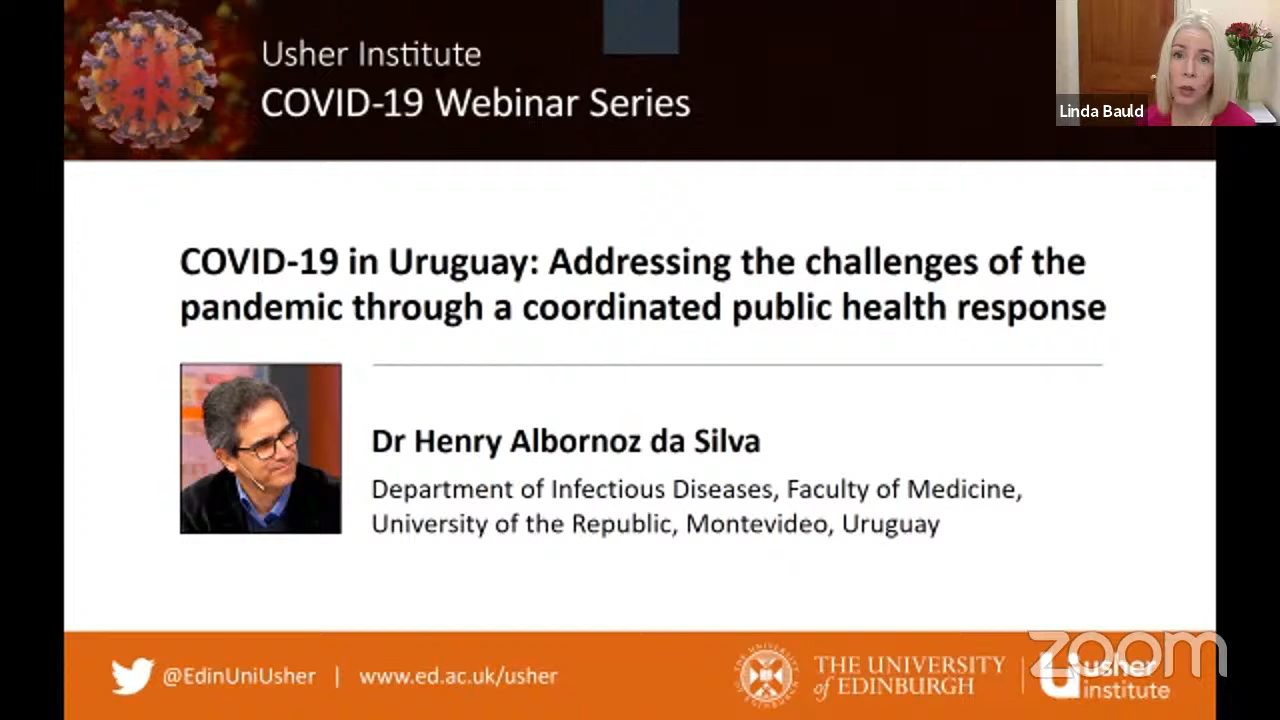 Usher Institute
COVID-19 Webinar Series
Linda Bauld
COVID-19 in Uruguay: Addressing the challenges of the
pandemic through a coordinated public health response
Dr Henry Albornoz da Silva
Department of Infectious Diseases, Faculty of Medicine,
University of the Republic, Montevideo, Uruguay
@EdinUniUsher | www.ed.ac.uk/usher
THE UNIVERSITY
of EDINBURGH
usher
institute
zoom